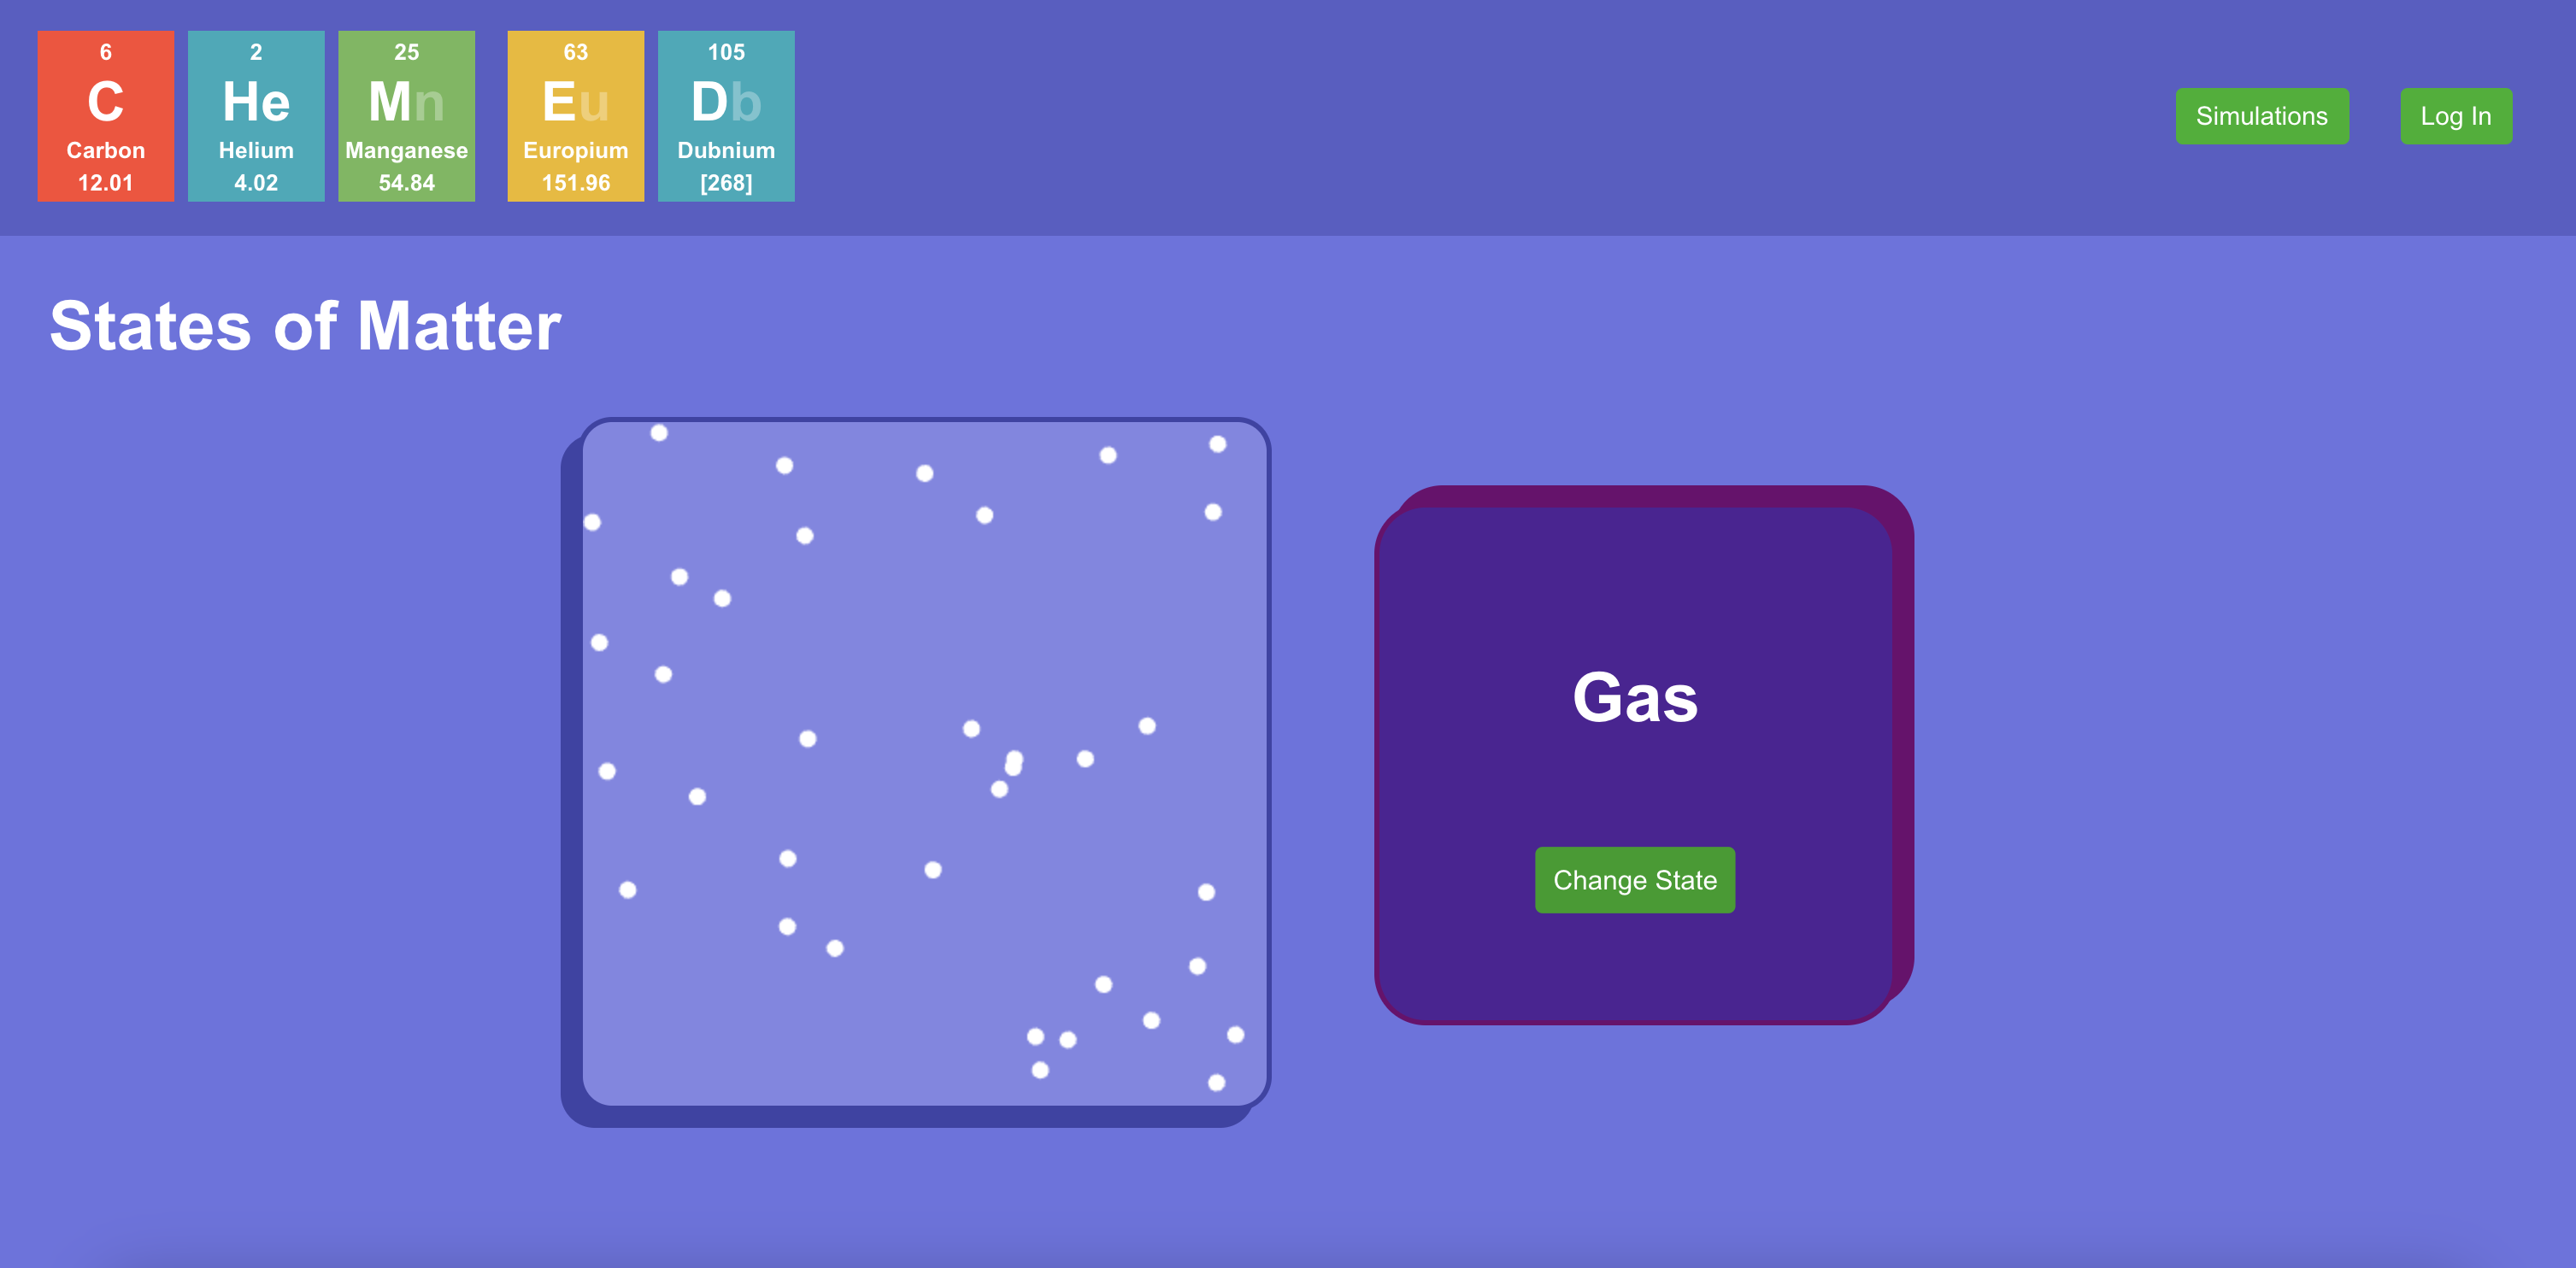 6 2 25 63 105
C He Mn Eu Db
Carbon Helium Manganese Europium Dubnium
12.01 4.02 54.84 151.96 [268]
Simulations Log In
States of Matter
Gas
Change State